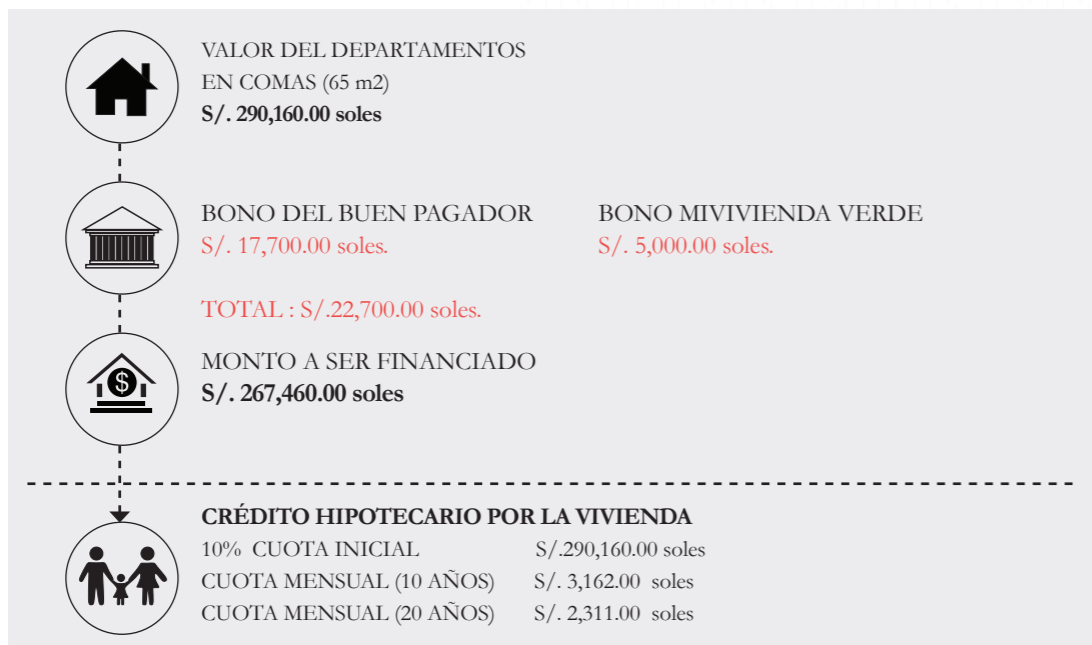 VALOR DEL DEPARTAMENTOS
EN COMAS (65 m2)
S/. 290,160.00 soles
BONO DEL BUEN PAGADOR
S/. 17,700.00 soles.
BONO MIVIVIENDA VERDE
S/. 5,000.00 soles.
TOTAL : S/.22,700.00 soles.
$
MONTO A SER FINANCIADO
S/. 267,460.00 soles
CRÉDITO HIPOTECARIO POR LA VIVIENDA
10% CUOTA INICIAL S/.290,160.00 soles
CUOTA MENSUAL (10 AÑOS) S/. 3,162.00 soles
CUOTA MENSUAL (20 AÑOS) S/. 2,311.00 soles